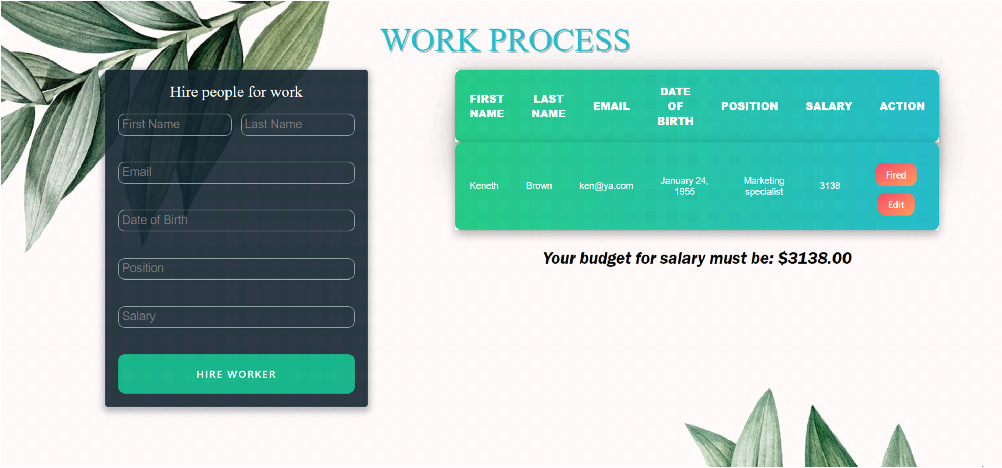 WORK PROCESS
Hire people for work
First Name Last Name
Email
Date of Birth
Position
Salary
HIRE WORKER
FIRST NAME LAST NAME EMAIL DATE OF BIRTH POSITION SALARY ACTION
Keneth Brown ken@ya.com January 24, 1955 Marketing specialist 3138 Fired
Edit
Your budget for salary must be: $3138.00